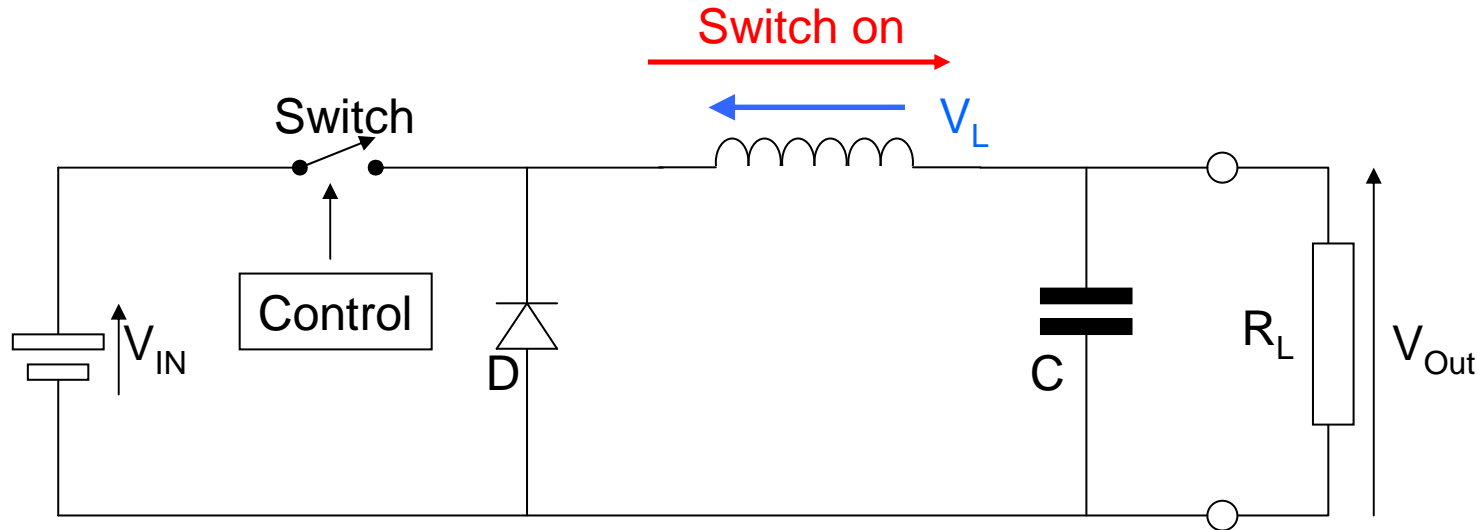 Switch on
Switch
V_L
Control
V_IN
D
C
R_L
V_Out